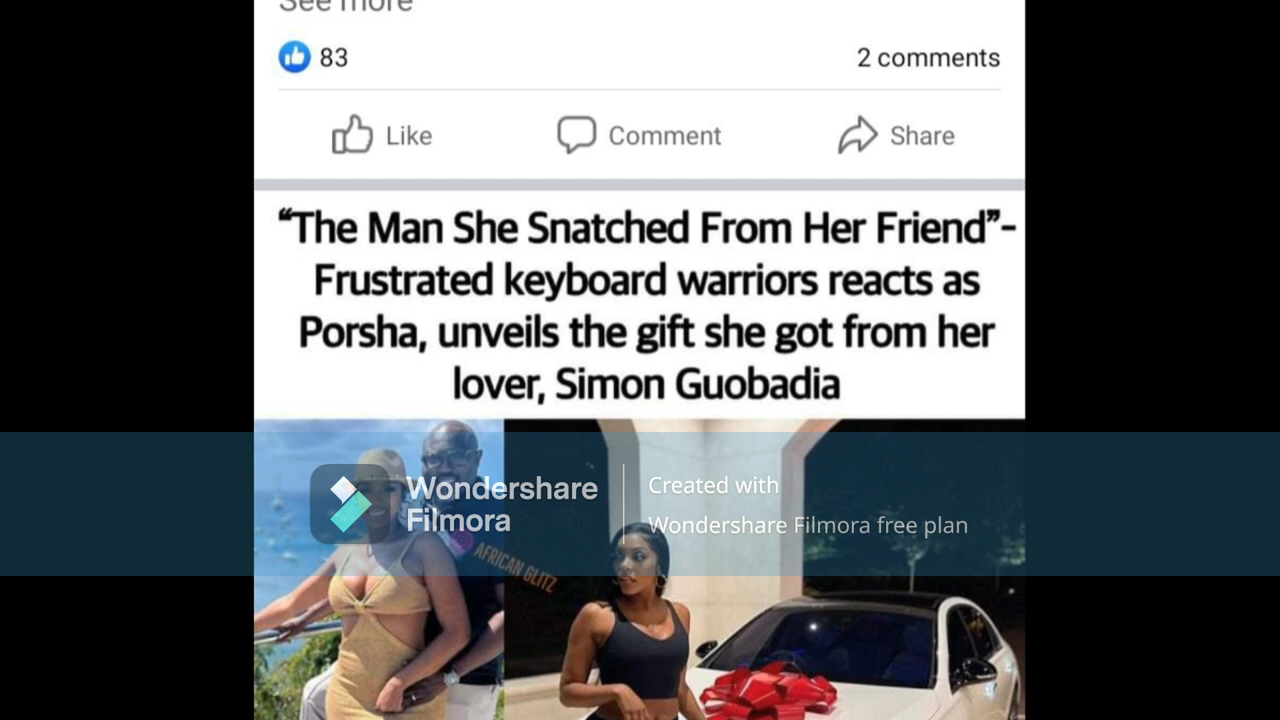 See more
83
2 comments
Like
Comment
Share
“The Man She Snatched From Her Friend”-
Frustrated keyboard warriors reacts as
Porsha, unveils the gift she got from her
lover, Simon Guobadia
Wondershare
Filmora
Created with
Wondershare Filmora free plan
AFRICAN GLITZ